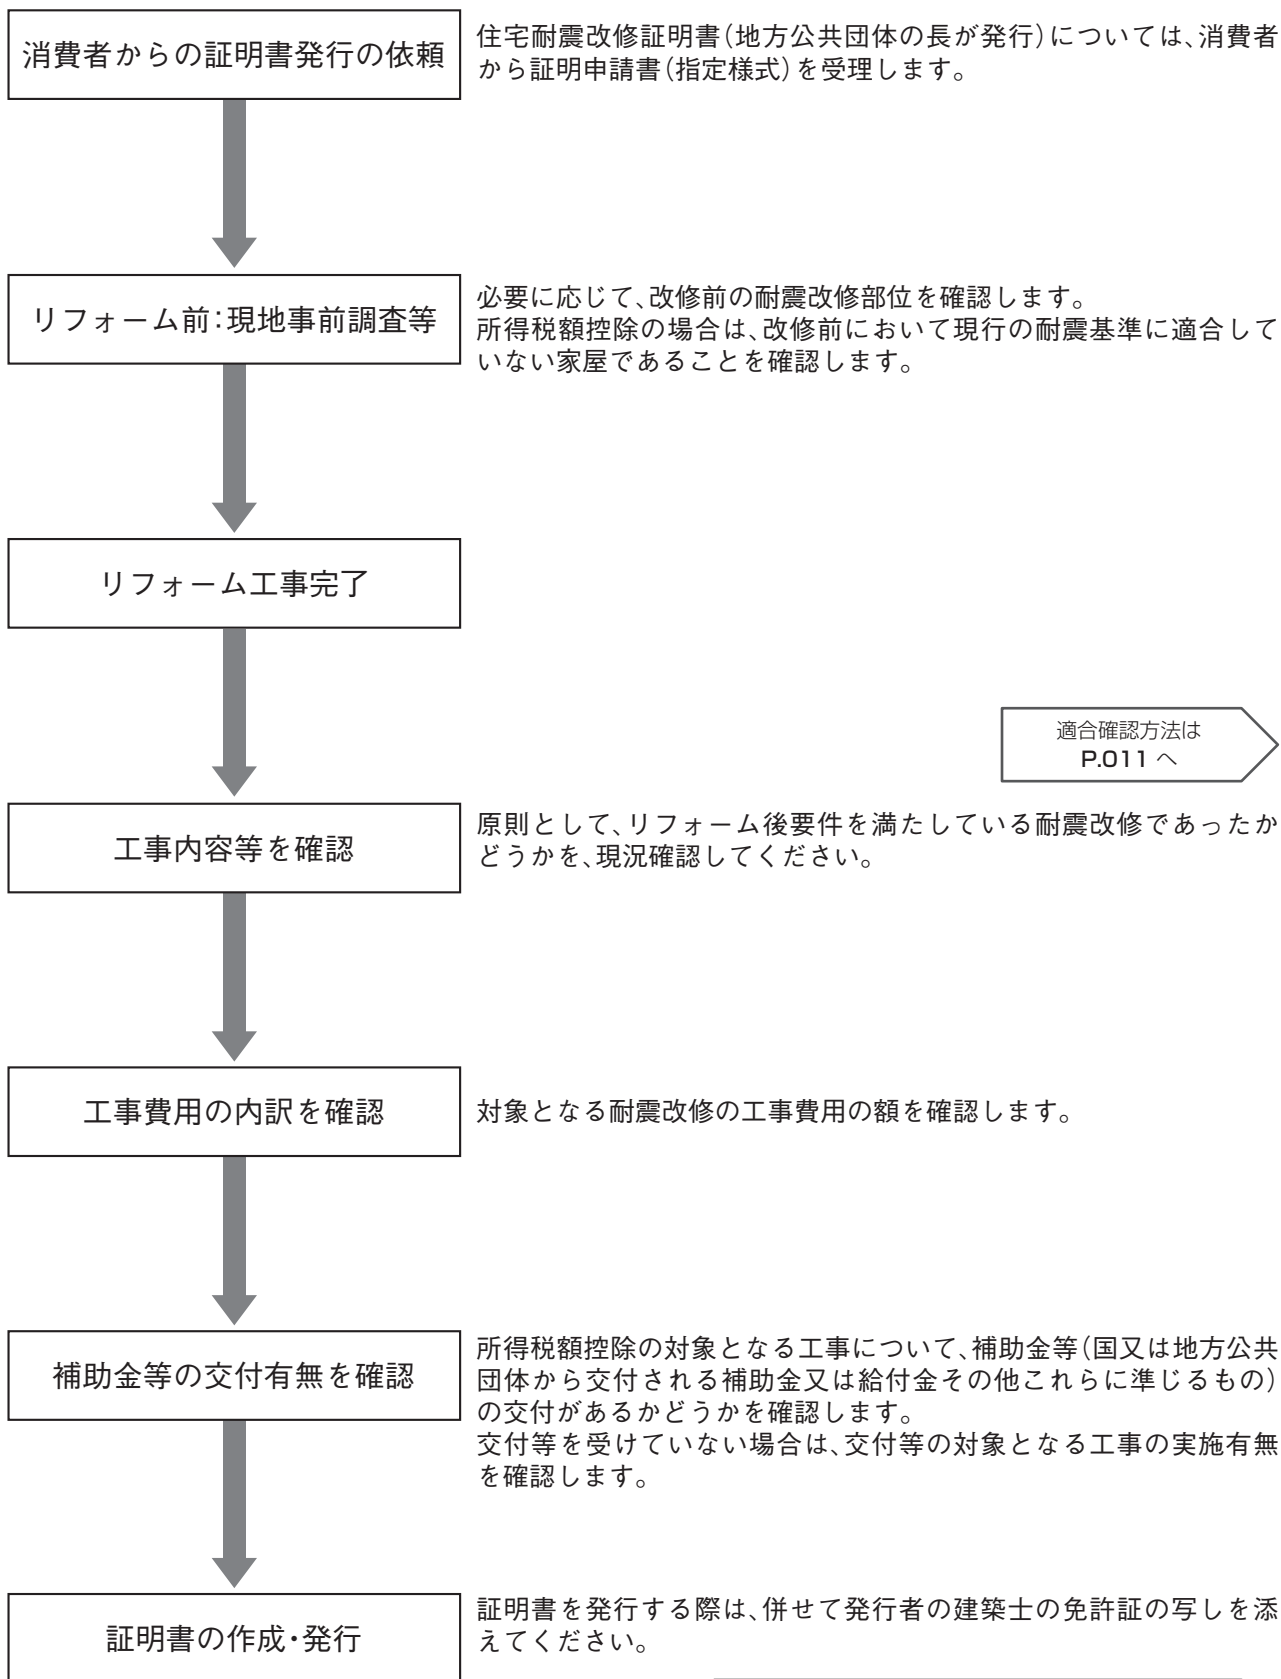 消費者からの証明書発行の依頼
住宅耐震改修証明書（地方公共団体の長が発行）については、消費者
から証明申請書（指定様式）を受理します。
リフォーム前：現地事前調査等
必要に応じて、改修前の耐震改修部位を確認します。
所得税額控除の場合は、改修前において現行の耐震基準に適合して
いない家屋であることを確認します。
リフォーム工事完了
適合確認方法は
P.011 へ
工事内容等を確認
原則として、リフォーム後要件を満たしている耐震改修であったか
どうかを、現況確認してください。
工事費用の内訳を確認
対象となる耐震改修の工事費用の額を確認します。
補助金等の交付有無を確認
所得税額控除の対象となる工事について、補助金等（国又は地方公共
団体から交付される補助金又は給付金その他これらに準じるもの）
の交付があるかどうかを確認します。
交付等を受けていない場合は、交付等の対象となる工事の実施有無
を確認します。
証明書の作成・発行
証明書を発行する際は、併せて発行者の建築士の免許証の写しを添
えてください。